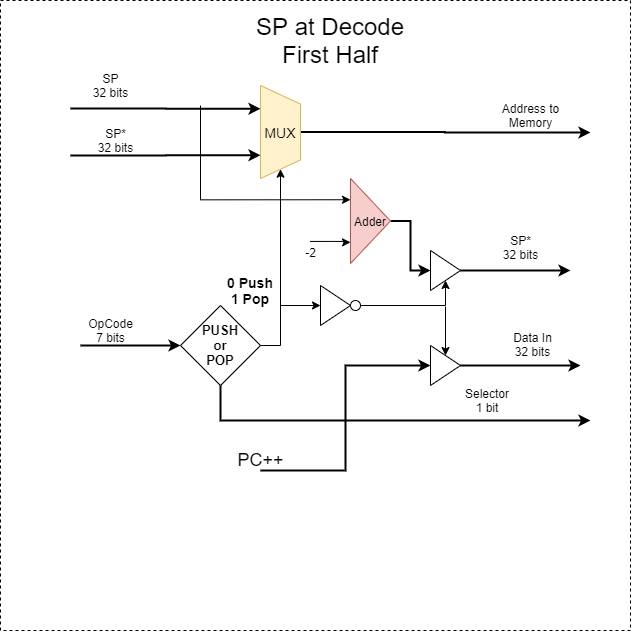 SP at Decode
First Half
SP
32 bits
SP*
32 bits
MUX
Address to
Memory
Adder
-2
SP*
32 bits
0 Push
1 Pop
OpCode
7 bits
PUSH
or
POP
Data In
32 bits
Selector
1 bit
PC++